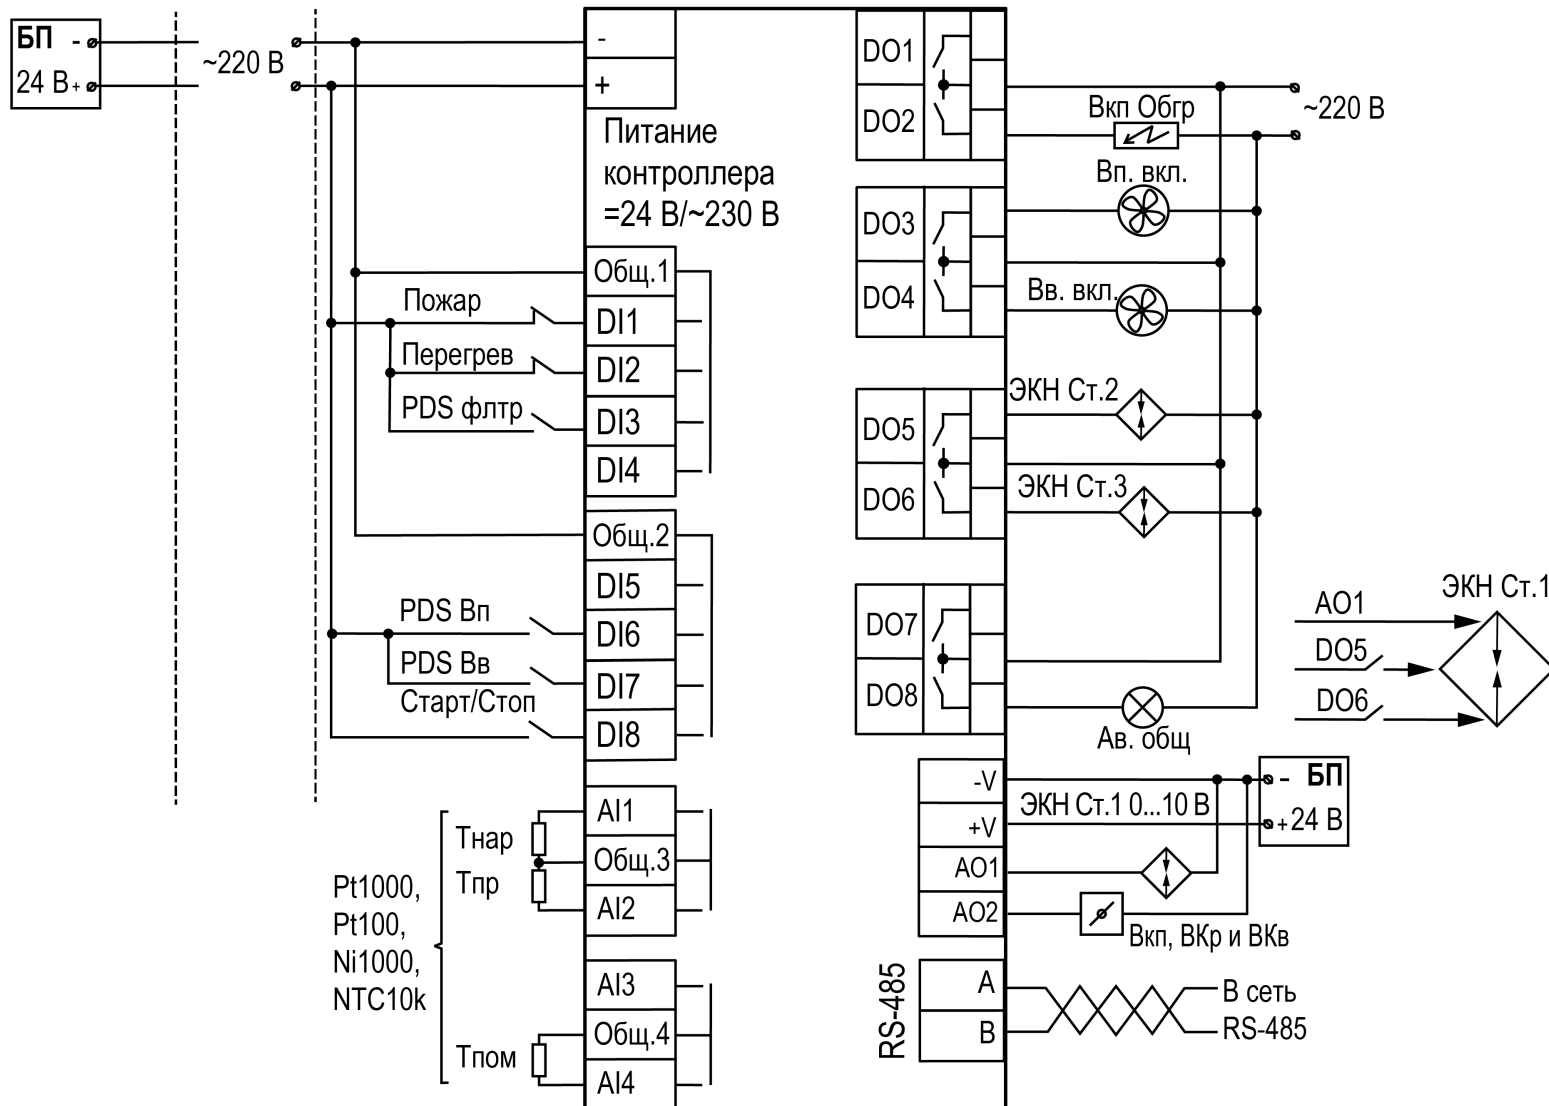 БП -
24 В +
~220 В
-
+
Питание
контроллера
=24 В/~230 В
Общ.1
Пожар
DI1
Перегрев
DI2
PDS флтр
DI3
DI4
Общ.2
DI5
PDS Вп
DI6
PDS Вв
DI7
Старт/Стоп
DI8
AI1
Тнар
Общ.3
Тпр
AI2
Pt1000,
Pt100,
Ni1000,
NTC10k
AI3
Общ.4
Тпом
AI4
DO1
DO2
~220 В
Вкп Обгр
Вп. вкл.
DO3
DO4
Вв. вкл.
ЭКН Ст.2
DO5
DO6
ЭКН Ст.3
DO7
DO8
Ав. общ
ЭКН Ст.1
AO1
DO5
DO6
-V
- БП
ЭКН Ст.1 0...10 В
+V
+ 24 В
AO1
AO2
Вкп, ВКр и ВКв
RS-485
A
B
В сеть
RS-485